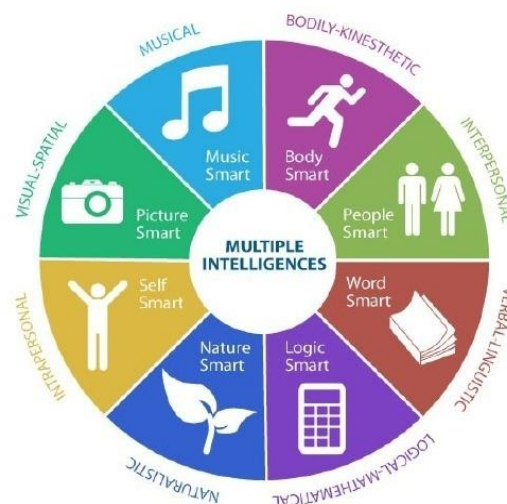 MUSICAL
BODILY-KINESTHETIC
VISUAL-SPATIAL
INTERPERSONAL
Music
Smart
Body
Smart
Picture
Smart
People
Smart
MULTIPLE
INTELLIGENCES
Self
Smart
Word
Smart
Nature
Smart
Logic
Smart
INTRAPERSONAL
VERBAL-LINGUISTIC
NATURALISTIC
LOGICAL-MATHEMATICAL